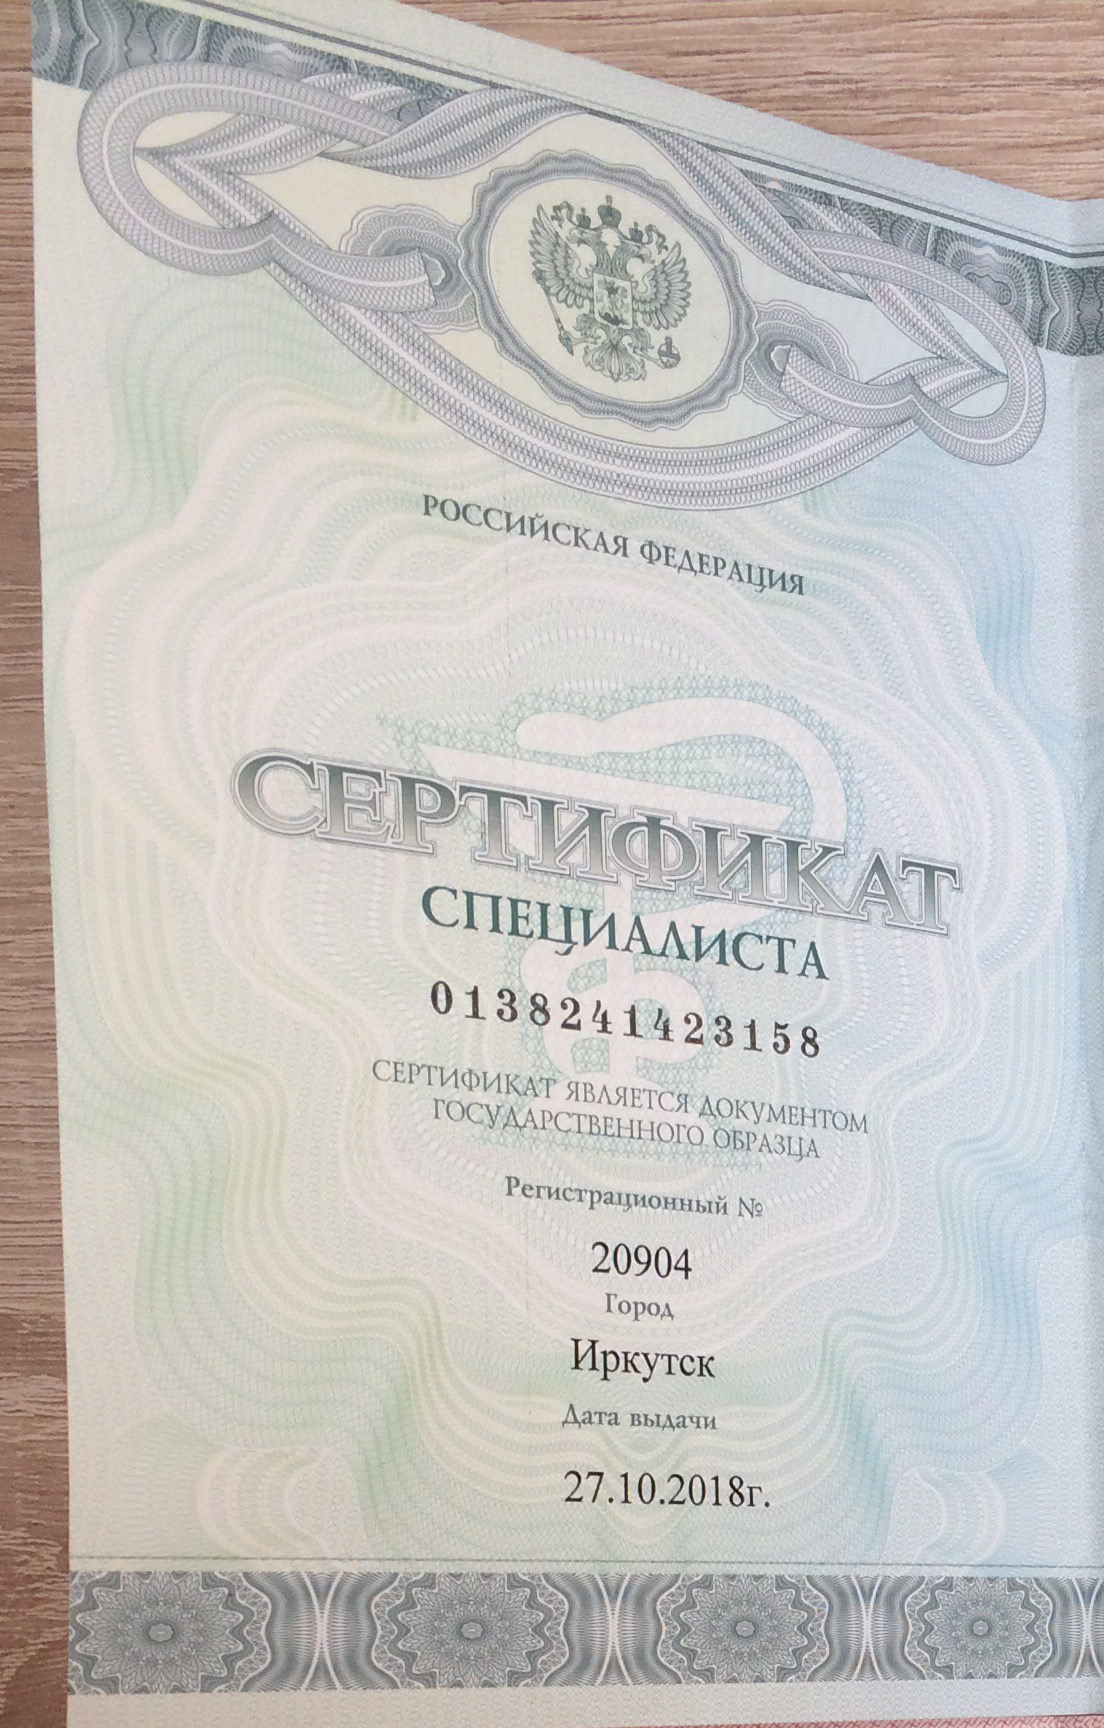 РОССИЙСКАЯ ФЕДЕРАЦИЯ
СЕРТИФИКАТ
СПЕЦИАЛИСТА
0138241423158
СЕРТИФИКАТ ЯВЛЯЕТСЯ ДОКУМЕНТОМ
ГОСУДАРСТВЕННОГО ОБРАЗЦА
Регистрационный №
20904
Город
Иркутск
Дата выдачи
27.10.2018г.